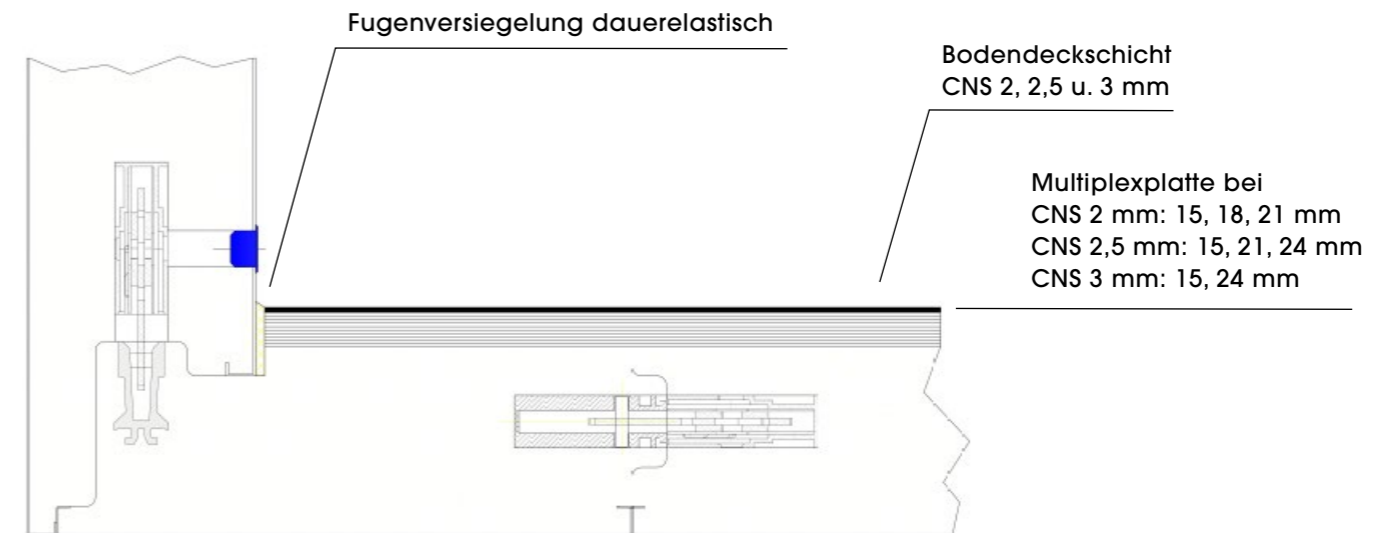 Fugenversiegelung dauerelastisch
Bodendeckschicht
CNS 2, 2,5 u. 3 mm
Multiplexplatte bei
CNS 2 mm: 15, 18, 21 mm
CNS 2,5 mm: 15, 21, 24 mm
CNS 3 mm: 15, 24 mm